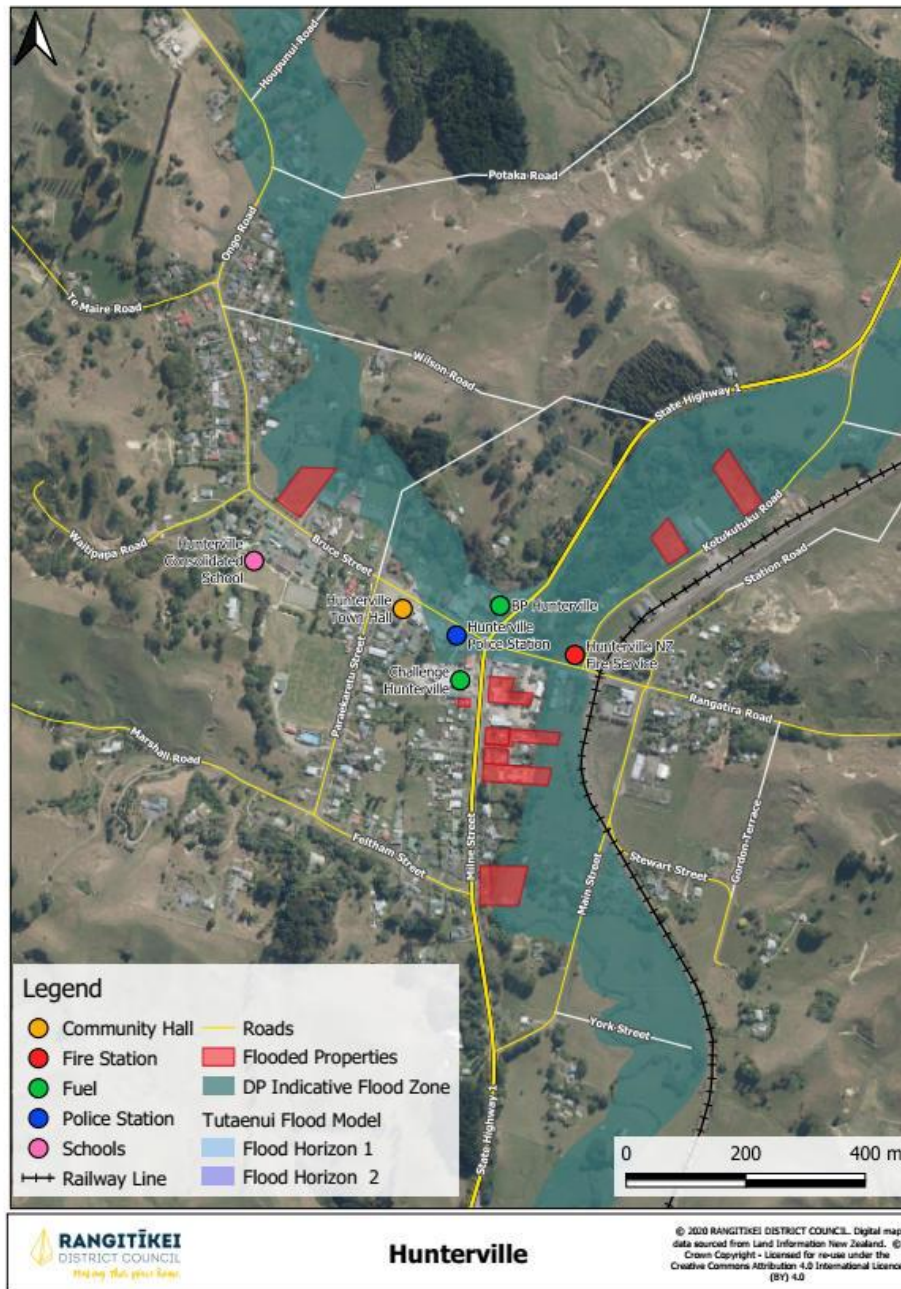 Houpunui Road
Potaka Road
Ongo Road
Te Maire Road
Wilson Road
State Highway 1
Kotukutuku Road
Station Road
Waitipapa Road
Hunterville
Consolidated
School
Bruce Street
Hunterville
Town Hall
BP Hunterville
Hunterville
Police Station
Hunterville NZ
Fire Service
Challenge
Hunterville
Paraekaretu Street
Rangatira Road
Marshall Road
Feltham Street
Milne Street
Main Street
Stewart Street
Gordon Terrace
York Street
State Highway 1
Legend
Community Hall
Fire Station
Fuel
Police Station
Schools
Railway Line
Roads
Flooded Properties
DP Indicative Flood Zone
Tutaenui Flood Model
Flood Horizon 1
Flood Horizon 2
0 200 400 m
RANGITĪKEI
DISTRICT COUNCIL
Making this place home.
Hunterville
© 2020 RANGITIKEI DISTRICT COUNCIL. Digital map
data sourced from Land Information New Zealand. ©
Crown Copyright - Licensed for re-use under the
Creative Commons Attribution 4.0 International Licence
(BY) 4.0